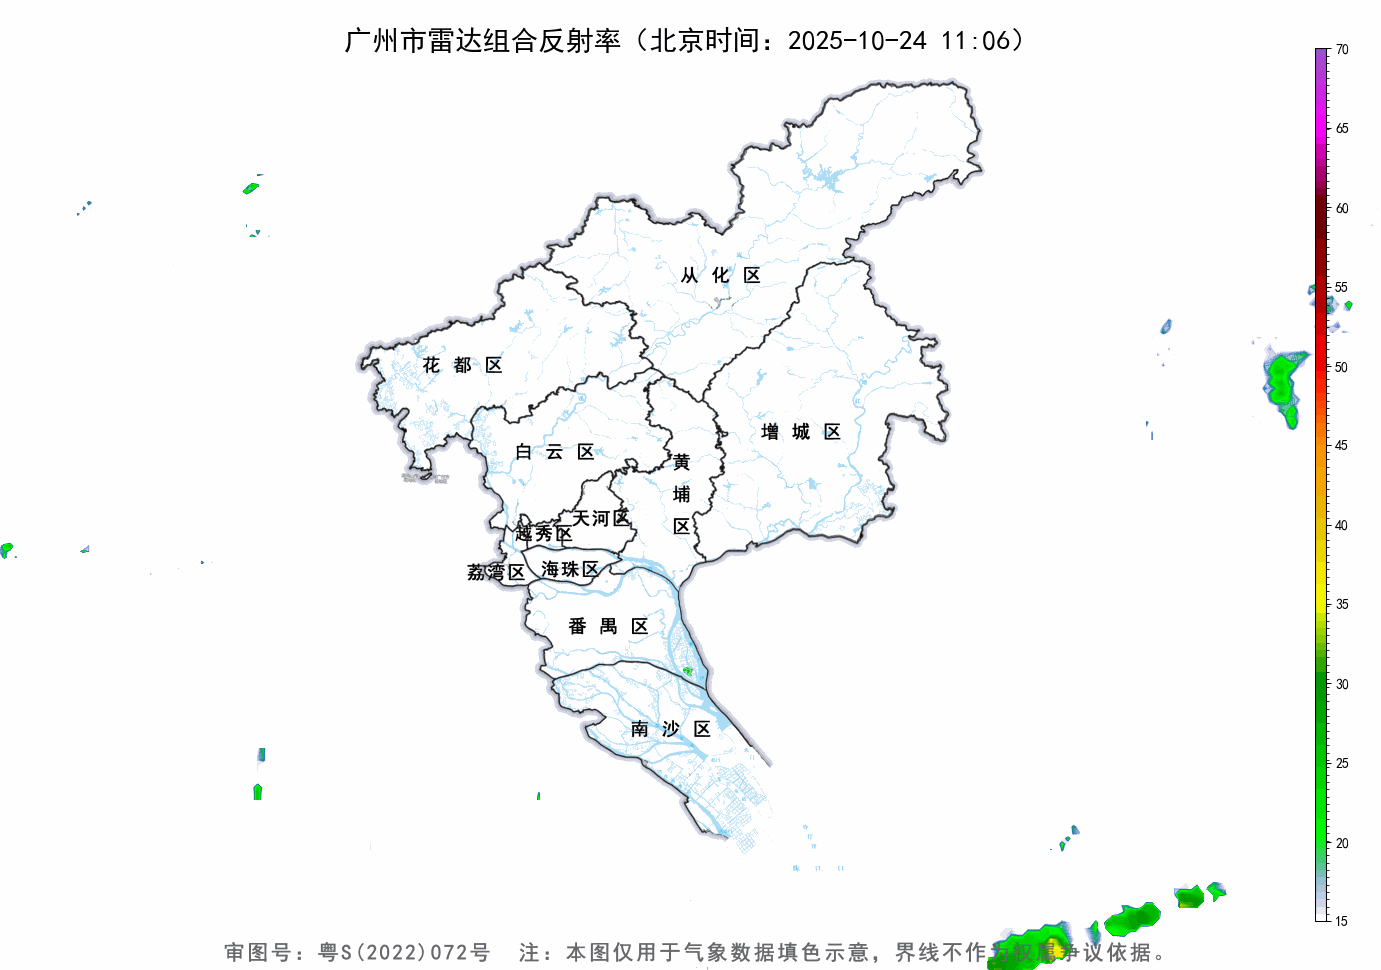 广州市雷达组合反射率（北京时间：2025-10-24 11:06）
70
65
60
55
50
45
40
35
30
25
20
15
从化区
花都区
增城区
白云区
黄埔区
天河区
越秀区
海珠区
荔湾区
番禺区
南沙区
审图号：粤S(2022)072号 注：本图仅用于气象数据填色示意，界线不作为权属争议依据。